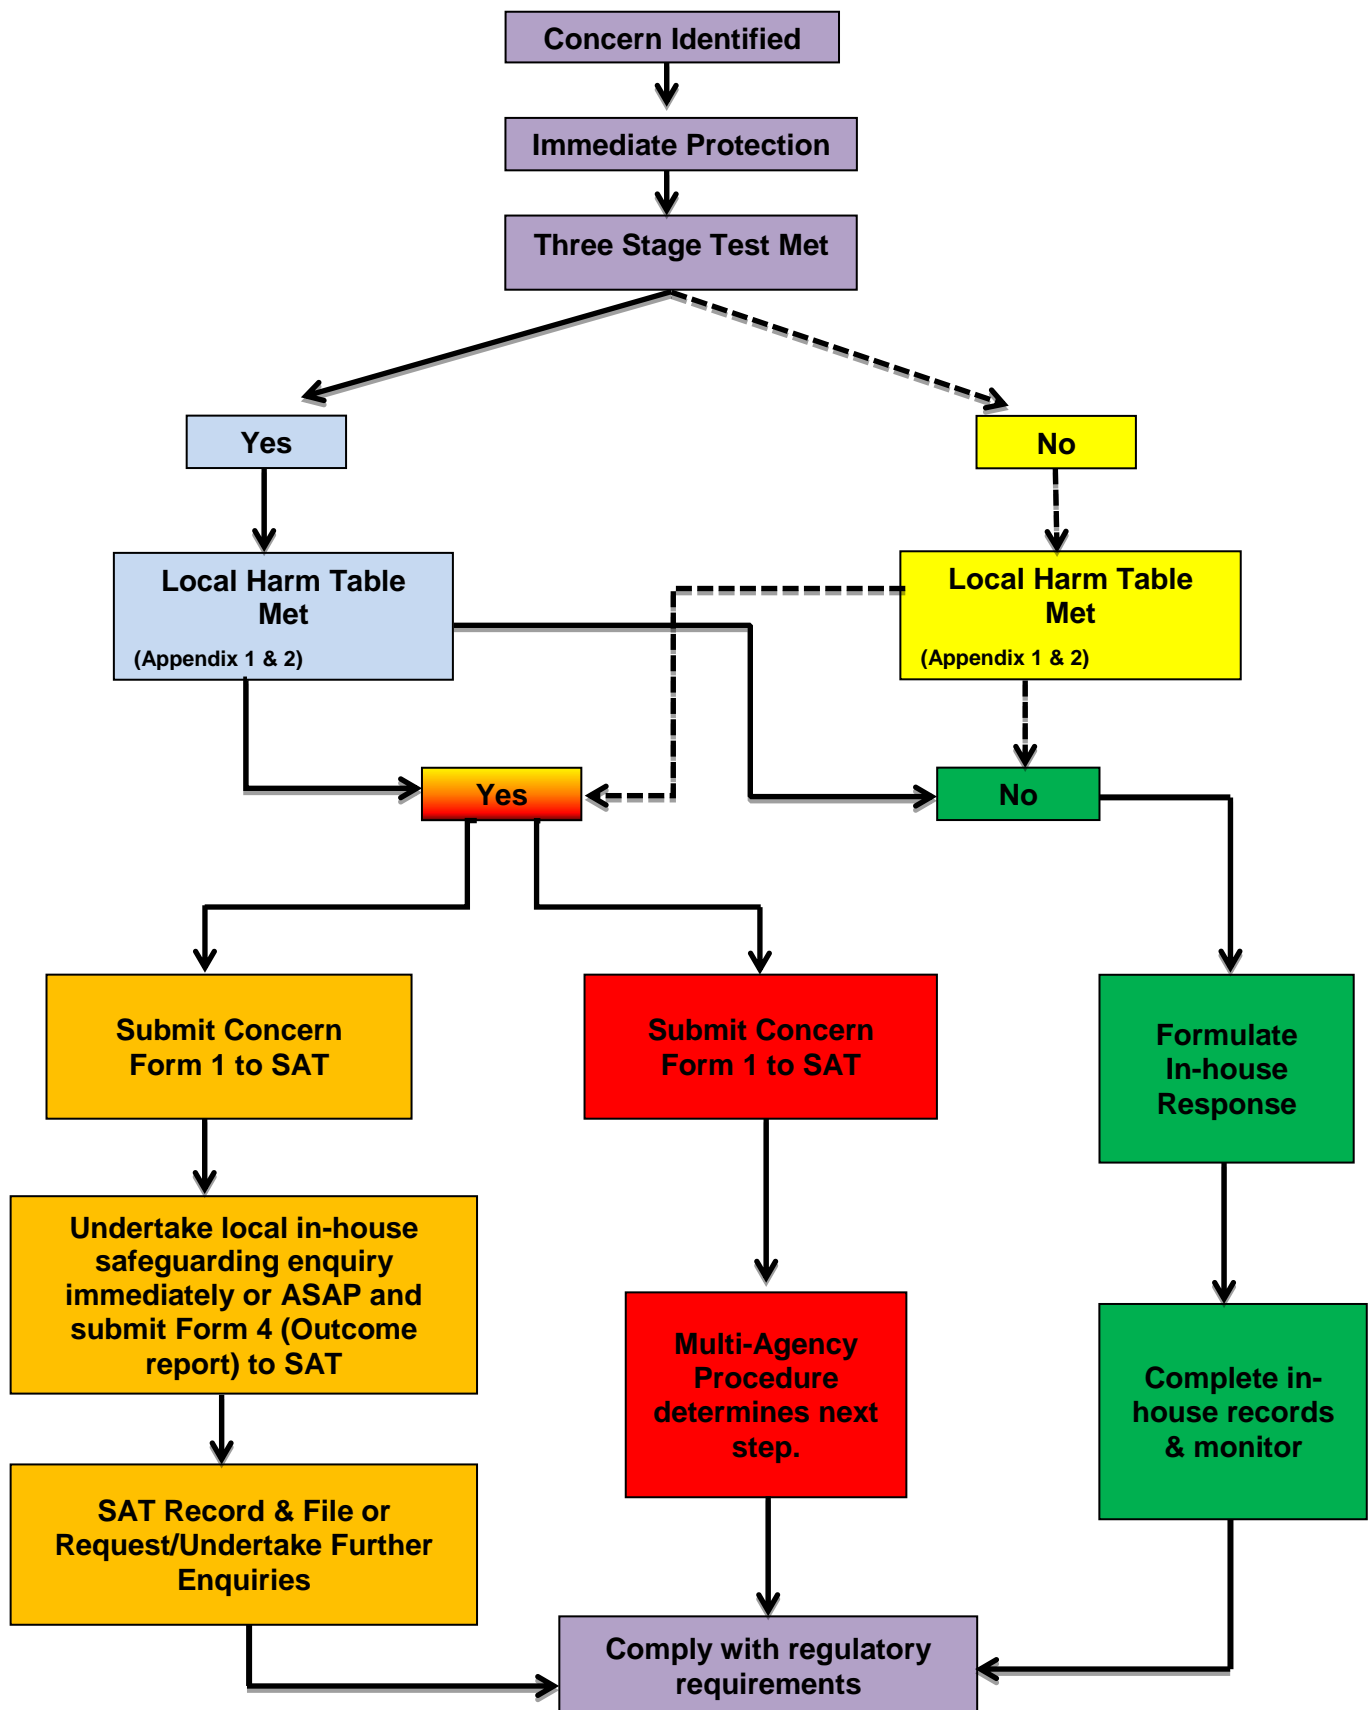 Concern Identified
Immediate Protection
Three Stage Test Met
Yes
No
Local Harm Table
Met
(Appendix 1 & 2)
Local Harm Table
Met
(Appendix 1 & 2)
Yes
No
Submit Concern
Form 1 to SAT
Submit Concern
Form 1 to SAT
Formulate
In-house
Response
Undertake local in-house
safeguarding enquiry
immediately or ASAP and
submit Form 4 (Outcome
report) to SAT
Multi-Agency
Procedure
determines next
step.
Complete in-
house records
& monitor
SAT Record & File or
Request/Undertake Further
Enquiries
Comply with regulatory
requirements